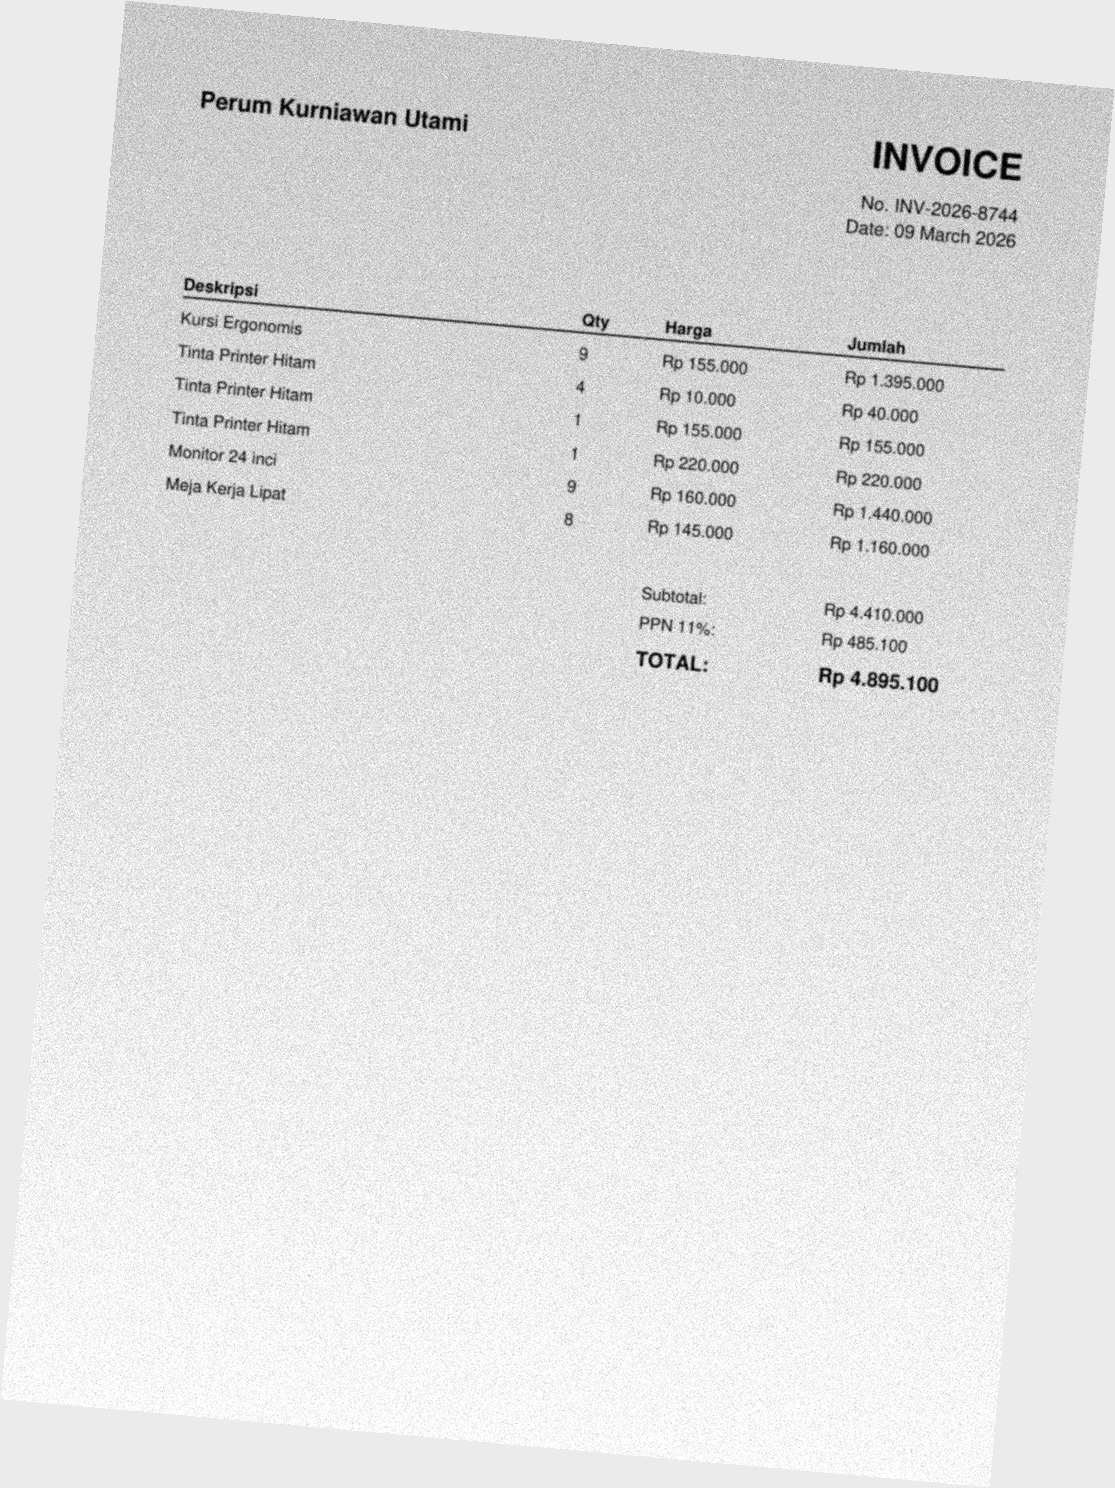 Perum Kurniawan Utami
INVOICE
No. INV-2026-8744
Date: 09 March 2026
Deskripsi Qty Harga Jumlah
Kursi Ergonomis 9 Rp 155.000 Rp 1.395.000
Tinta Printer Hitam 4 Rp 10.000 Rp 40.000
Tinta Printer Hitam 1 Rp 155.000 Rp 155.000
Tinta Printer Hitam 1 Rp 220.000 Rp 220.000
Monitor 24 inci 9 Rp 160.000 Rp 1.440.000
Meja Kerja Lipat 8 Rp 145.000 Rp 1.160.000
Subtotal: Rp 4.410.000
PPN 11%: Rp 485.100
TOTAL: Rp 4.895.100